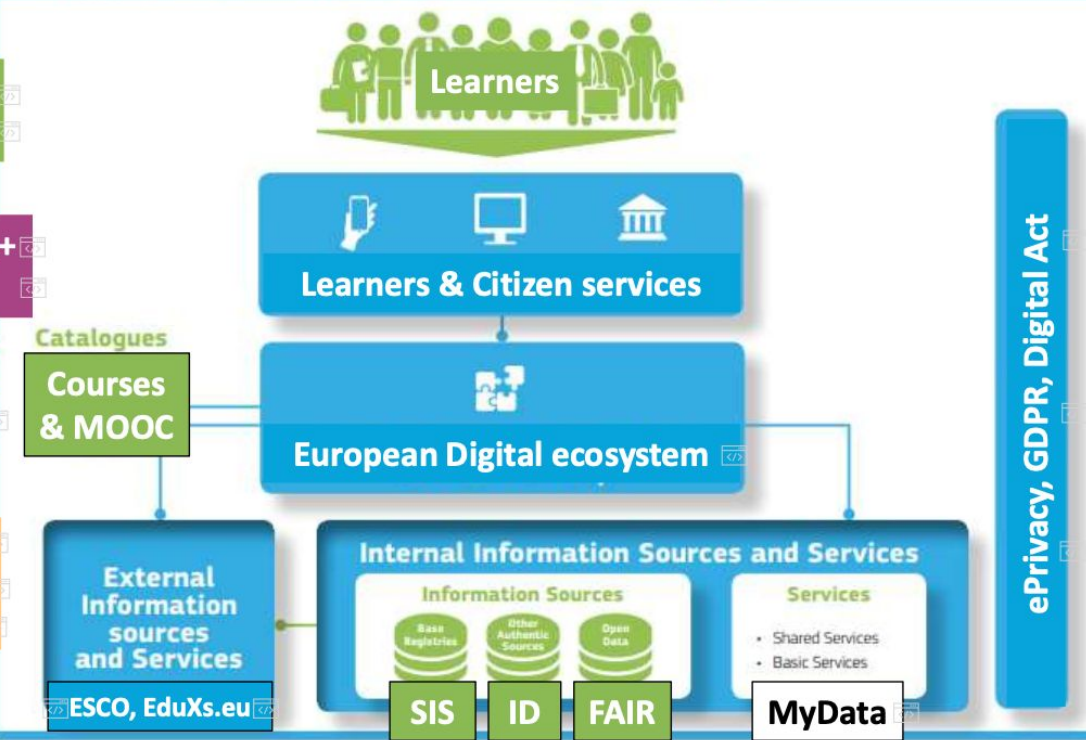 Learners
Learners & Citizen services
+
Catalogues
Courses
& MOOC
European Digital ecosystem
ePrivacy, GDPR, Digital Act
External
Information
sources
and Services
ESCO, EduXs.eu
Internal Information Sources and Services
Information Sources
Base
Registries
Other
Authentic
Sources
Open
Data
SIS
ID
FAIR
Services
• Shared Services
• Basic Services
MyData